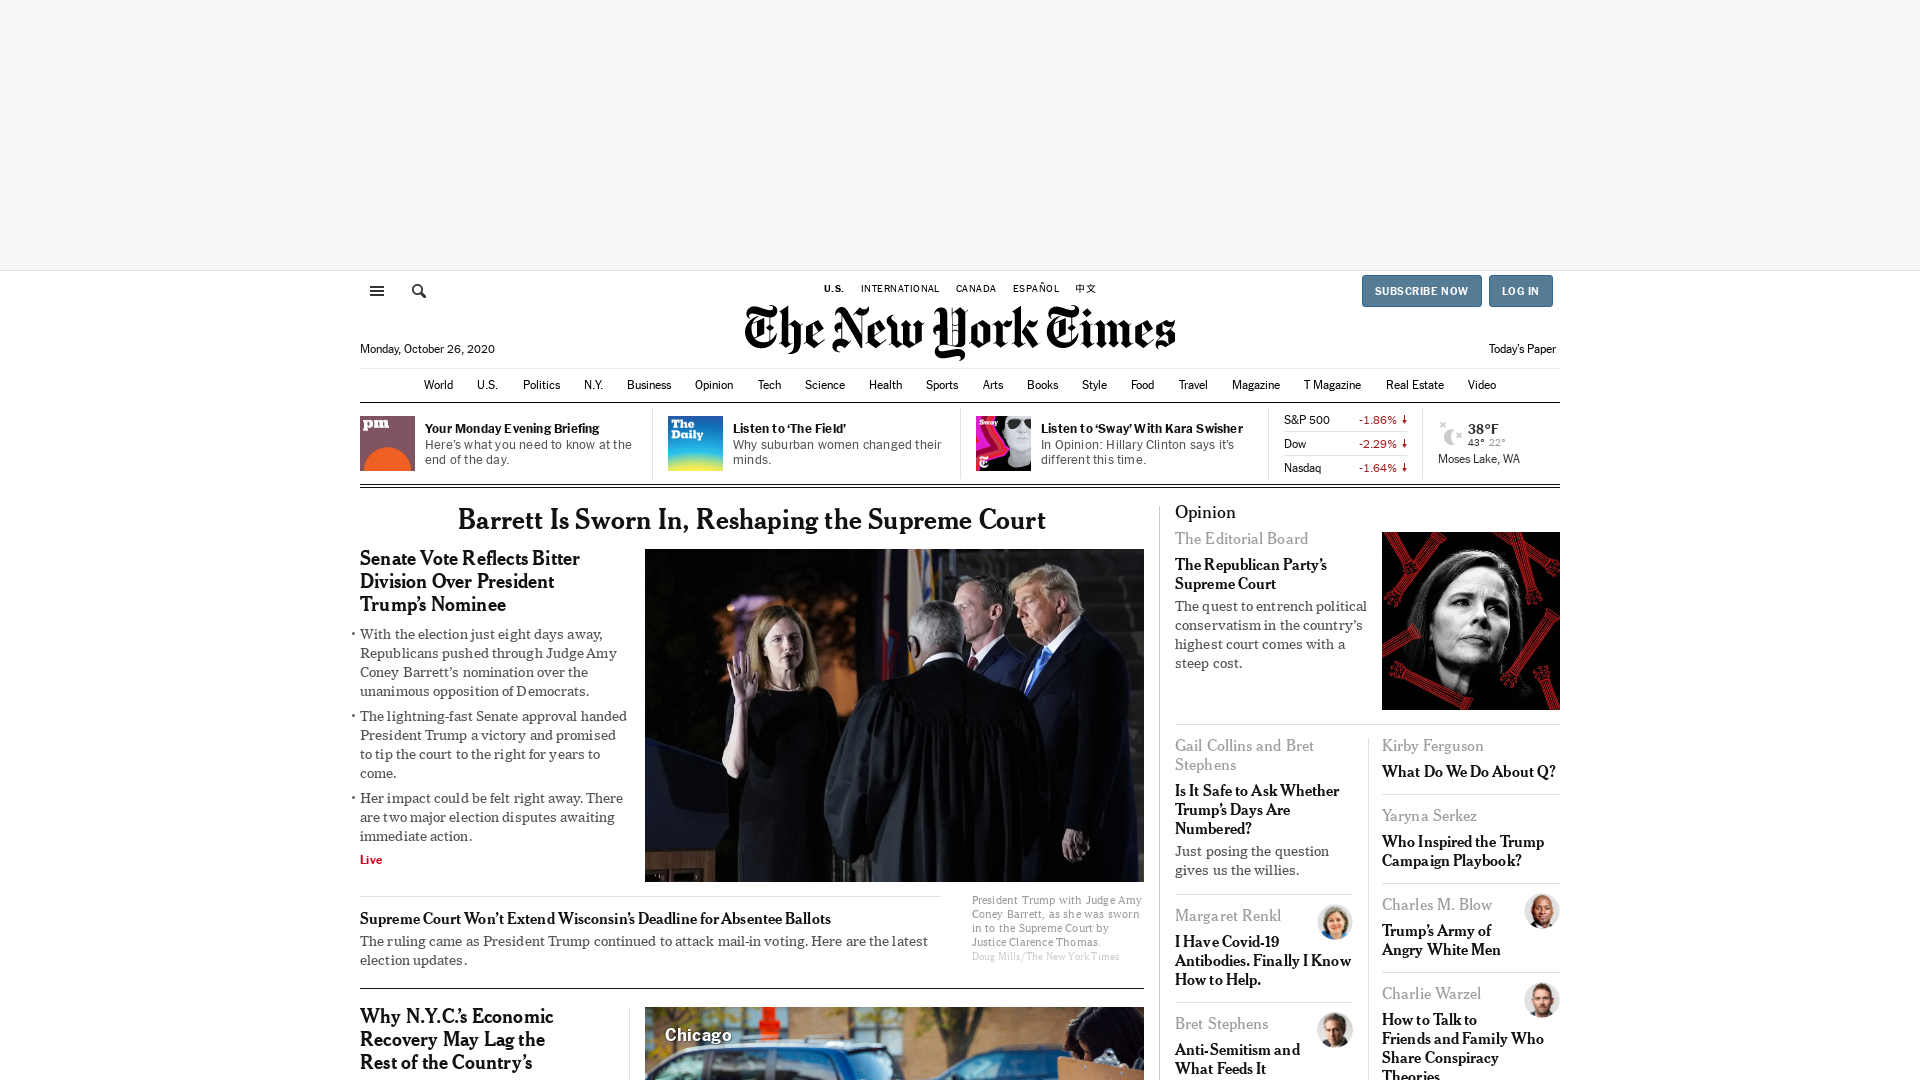 U.S. INTERNATIONAL CANADA ESPAÑOL 中文
SUBSCRIBE NOW LOG IN
The New York Times
Monday, October 26, 2020
Today's Paper
World U.S. Politics N.Y. Business Opinion Tech Science Health Sports Arts Books Style Food Travel Magazine T Magazine Real Estate Video
pm
Your Monday Evening Briefing
Here's what you need to know at the
end of the day.
The
Daily
Listen to ‘The Field’
Why suburban women changed their
minds.
Sway
Listen to ‘Sway’ With Kara Swisher
In Opinion: Hillary Clinton says it's
different this time.
S&P 500 -1.86%
Dow -2.29%
Nasdaq -1.64%
38°F
43° 22°
Moses Lake, WA
Barrett Is Sworn In, Reshaping the Supreme Court
Senate Vote Reflects Bitter
Division Over President
Trump’s Nominee
• With the election just eight days away,
Republicans pushed through Judge Amy
Coney Barrett’s nomination over the
unanimous opposition of Democrats.
• The lightning-fast Senate approval handed
President Trump a victory and promised
to tip the court to the right for years to
come.
• Her impact could be felt right away. There
are two major election disputes awaiting
immediate action.
Live
President Trump with Judge Amy
Coney Barrett, as she was sworn
in to the Supreme Court by
Justice Clarence Thomas.
Doug Mills/The New York Times
Supreme Court Won’t Extend Wisconsin’s Deadline for Absentee Ballots
The ruling came as President Trump continued to attack mail-in voting. Here are the latest
election updates.
Why N.Y.C.’s Economic
Recovery May Lag the
Rest of the Country’s
Chicago
Opinion
The Editorial Board
The Republican Party’s
Supreme Court
The quest to entrench political
conservatism in the country’s
highest court comes with a
steep cost.
Gail Collins and Bret
Stephens
Is It Safe to Ask Whether
Trump’s Days Are
Numbered?
Just posing the question
gives us the willies.
Margaret Renkl
I Have Covid-19
Antibodies. Finally I Know
How to Help.
Bret Stephens
Anti-Semitism and
What Feeds It
Kirby Ferguson
What Do We Do About Q?
Yaryna Serkez
Who Inspired the Trump
Campaign Playbook?
Charles M. Blow
Trump’s Army of
Angry White Men
Charlie Warzel
How to Talk to
Friends and Family Who
Share Conspiracy
Theories